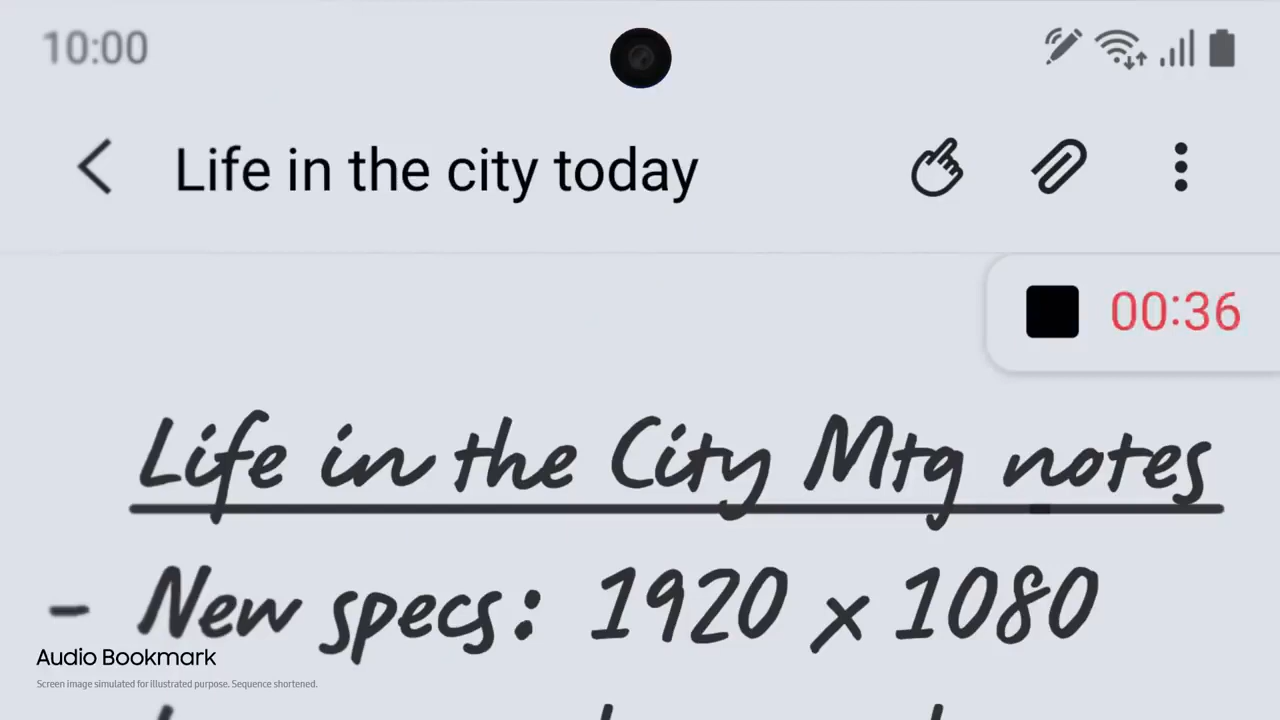 10:00
Life in the city today
00:36
Life in the City Mtg notes
- New specs: 1920 x 1080
Audio Bookmark
Screen image simulated for illustrated purpose. Sequence shortened.